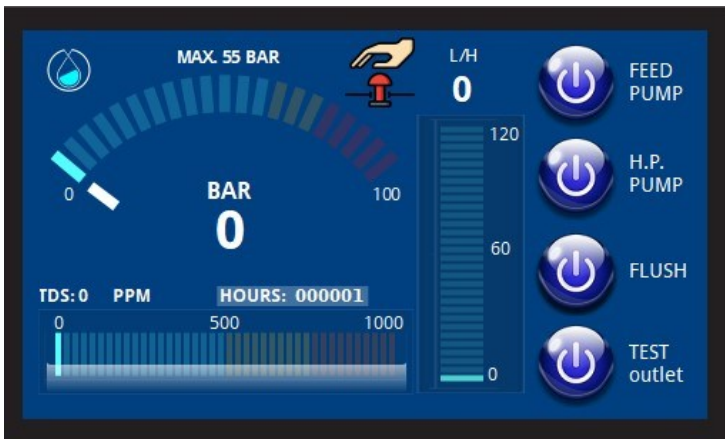 MAX. 55 BAR
L/H
0
FEED
PUMP
120
0
100
BAR
0
H.P.
PUMP
60
FLUSH
TDS: 0 PPM
HOURS: 000001
0 500 1000
0
TEST
outlet